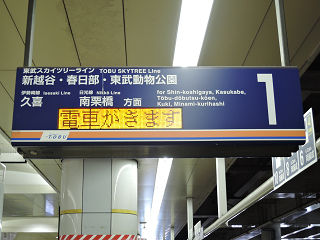 東武スカイツリーライン TOBU SKYTREE Line
新越谷・春日部・東武動物公園
伊勢崎線 Isesaki Line 日光線 Nikkō Line
久喜 南栗橋 方面
for Shin-koshigaya, Kasukabe,
Tōbu-dōbutsu-kōen,
Kuki, Minami-kurihashi
1
電車がきます
TOBU